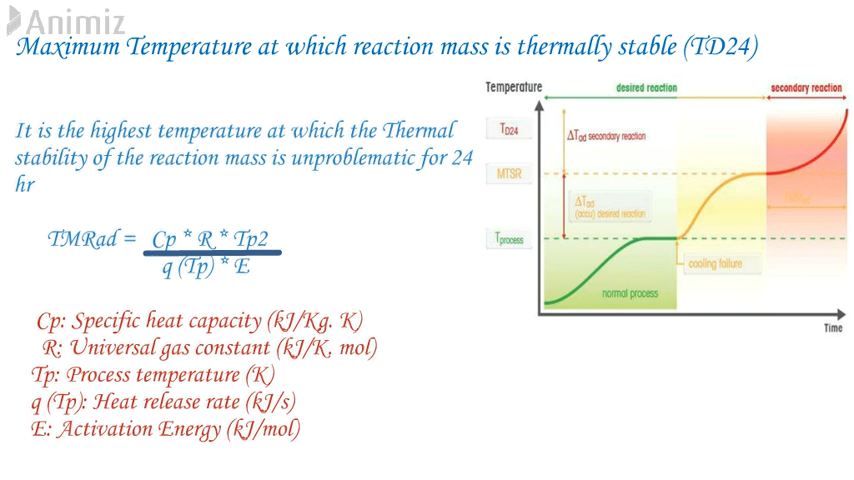 Animiz
Maximum Temperature at which reaction mass is thermally stable (TD24)
It is the highest temperature at which the Thermal
stability of the reaction mass is unproblematic for 24
hr
TMRad = Cp * R * Tp2
q (Tp) * E
Cp: Specific heat capacity (kJ/Kg. K)
R: Universal gas constant (kJ/K, mol)
Tp: Process temperature (K)
q (Tp): Heat release rate (kJ/s)
E: Activation Energy (kJ/mol)
Temperature
desired reaction
secondary reaction
TD24
ΔTad secondary reaction
MTSR
ΔTad
(accu) desired reaction
Tprocess
cooling failure
normal process
Time